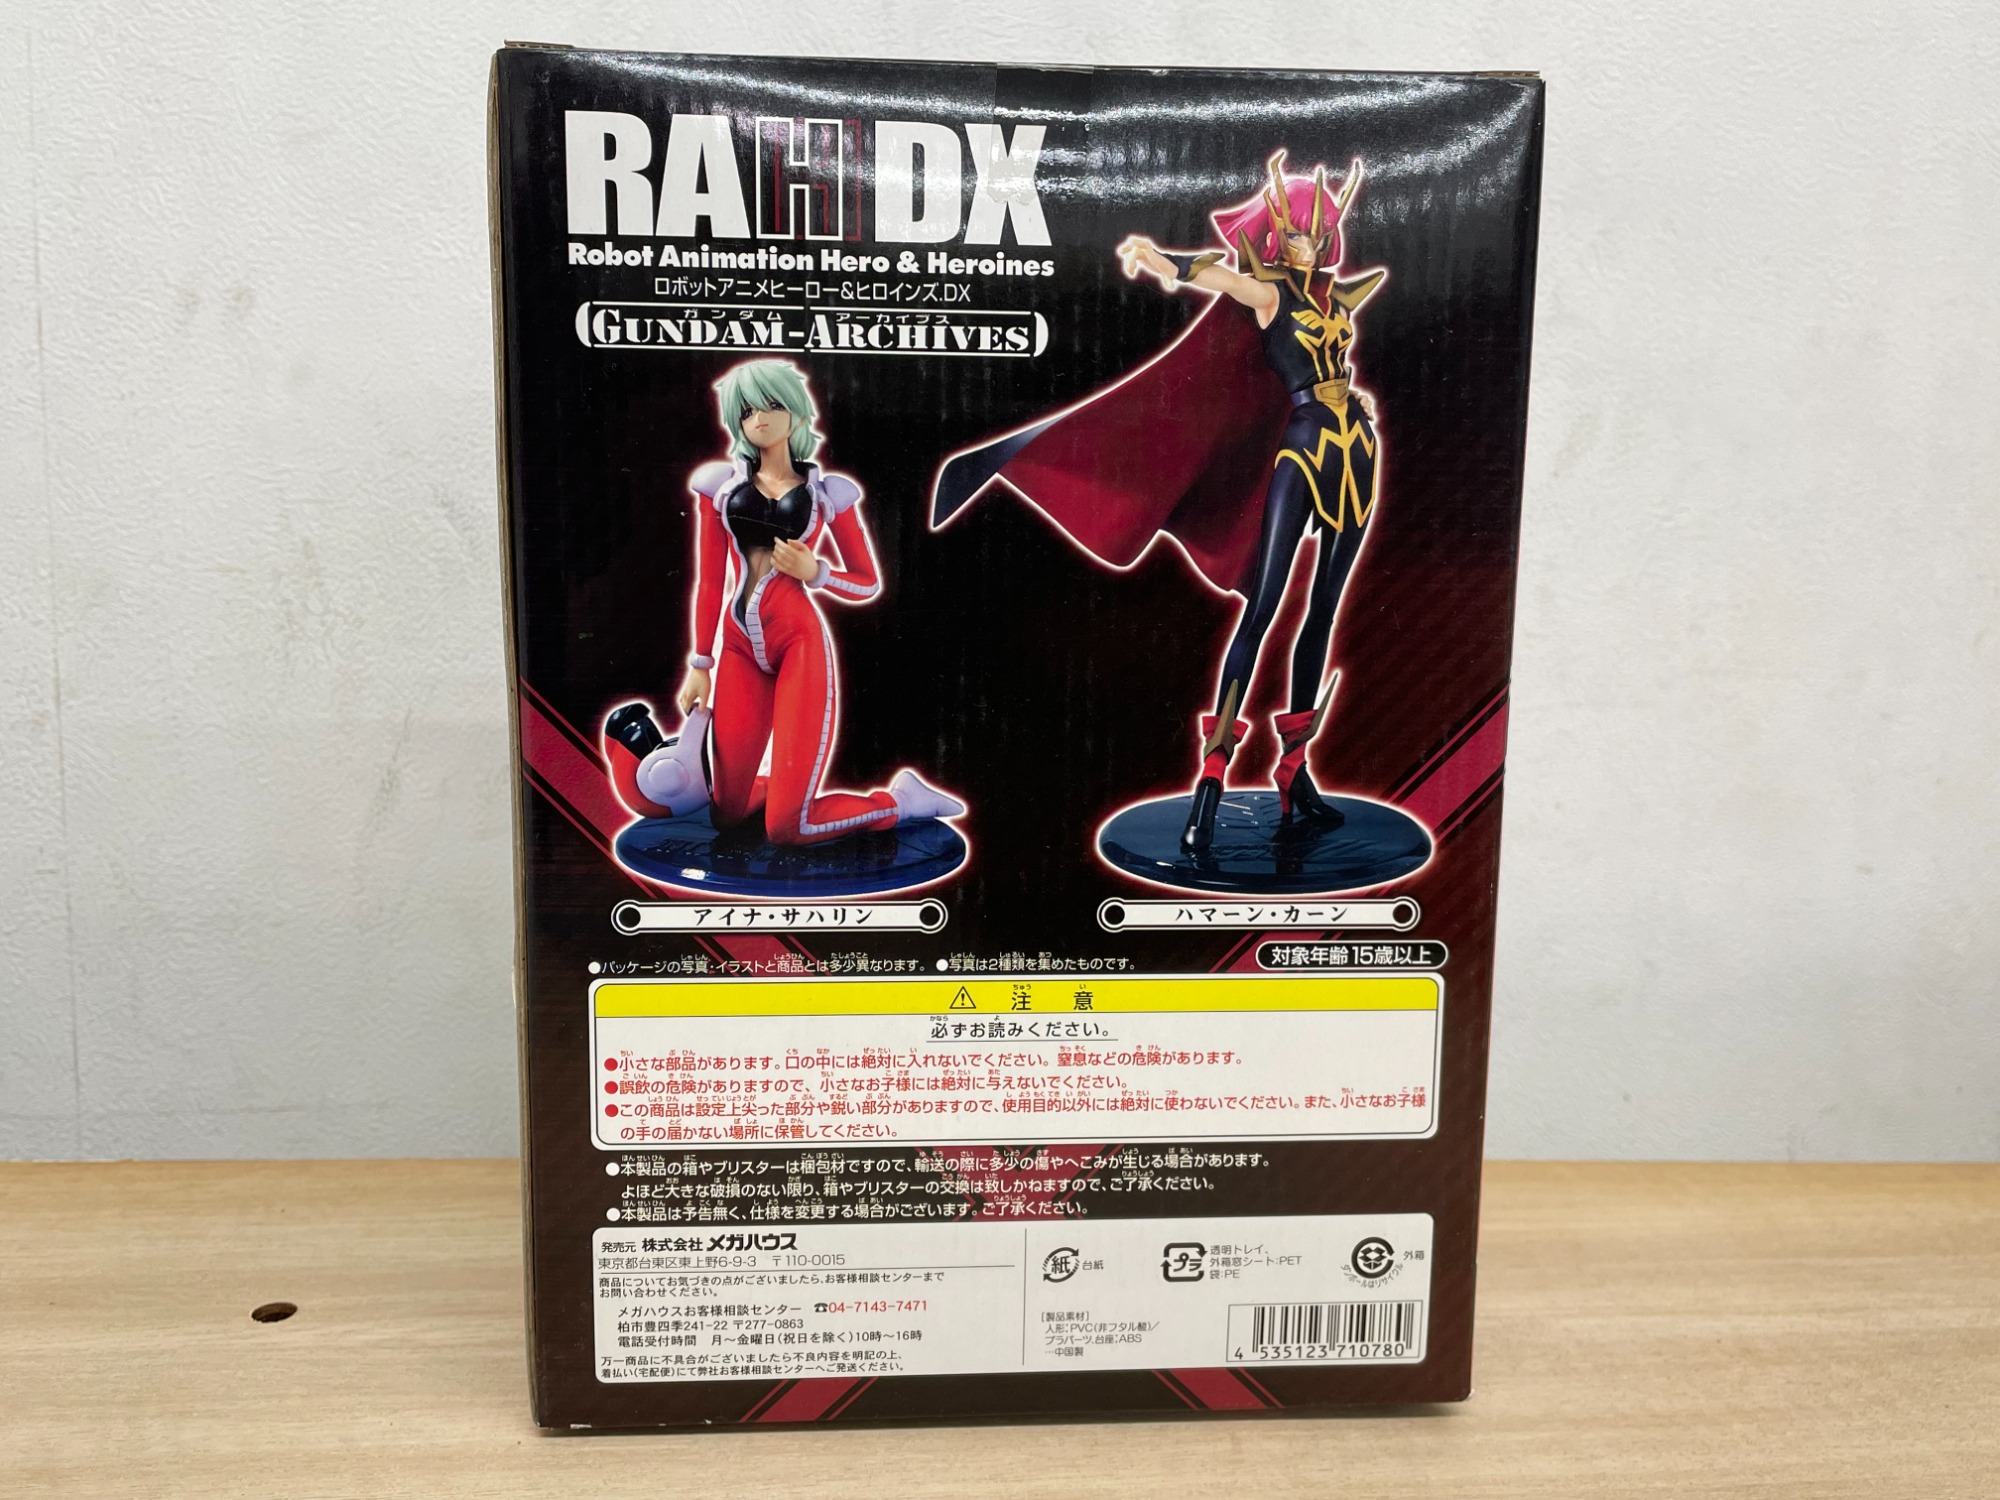 RAH DX
Robot Animation Hero & Heroines
ロボットアニメヒーロー&ヒロインズ.DX
ガンダム アーカイブス
GUNDAM-ARCHIVES
アイナ・サハリン
ハマーン・カーン
●パッケージの写真・イラストと商品とは多少異なります。 ●写真は2種類を集めたものです。
対象年齢15歳以上
⚠ 注意
必ずお読みください。
●小さな部品があります。口の中には絶対に入れないでください。窒息などの危険があります。
●誤飲の危険がありますので、小さなお子様には絶対に与えないでください。
●この商品は設定上尖った部分や鋭い部分がありますので、使用目的以外には絶対に使わないでください。また、小さなお子様
の手の届かない場所に保管してください。
●本製品の箱やブリスターは梱包材ですので、輸送の際に多少の傷やへこみが生じる場合があります。
よほど大きな破損のない限り、箱やブリスターの交換は致しかねますので、ご了承ください。
●本製品は予告無く、仕様を変更する場合がございます。ご了承ください。
発売元 株式会社メガハウス
東京都台東区東上野6-9-3 〒110-0015
商品についてお気づきの点がございましたら、お客様相談センターまで
お問い合わせください。
メガハウスお客様相談センター ☎04-7143-7471
柏市豊四季241-22 〒277-0863
電話受付時間 月〜金曜日(祝日を除く)10時〜16時
万一商品に不具合がございましたら不良内容を明記の上、
着払い(宅配便)にて弊社お客様相談センターへご発送ください。
紙 台紙
プラ 透明トレイ、
外箱窓シート:PET
袋:PE
外箱
ダンボールはリサイクル
[製品素材]
人形:PVC(非フタル酸)/
プラパーツ.台座:ABS
…中国製
4 535123 710780